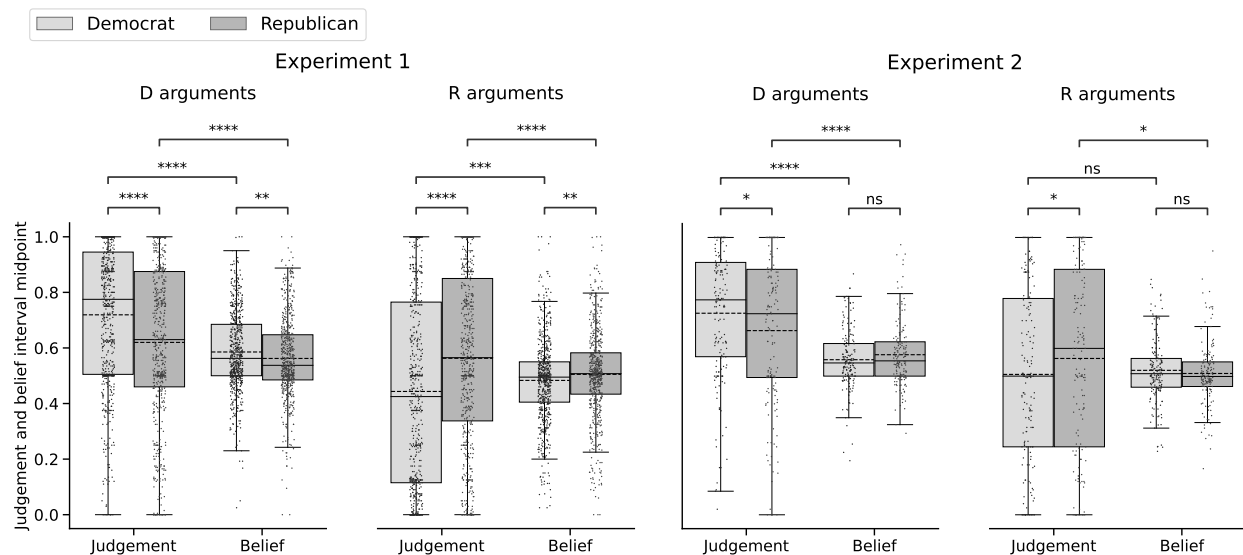 Democrat Republican
Experiment 1 Experiment 2
D arguments R arguments D arguments R arguments
**** **** **** *
**** *** **** ns
**** ** **** ** * ns * ns
Judgement and belief interval midpoint
1.0
0.8
0.6
0.4
0.2
0.0
Judgement Belief Judgement Belief Judgement Belief Judgement Belief